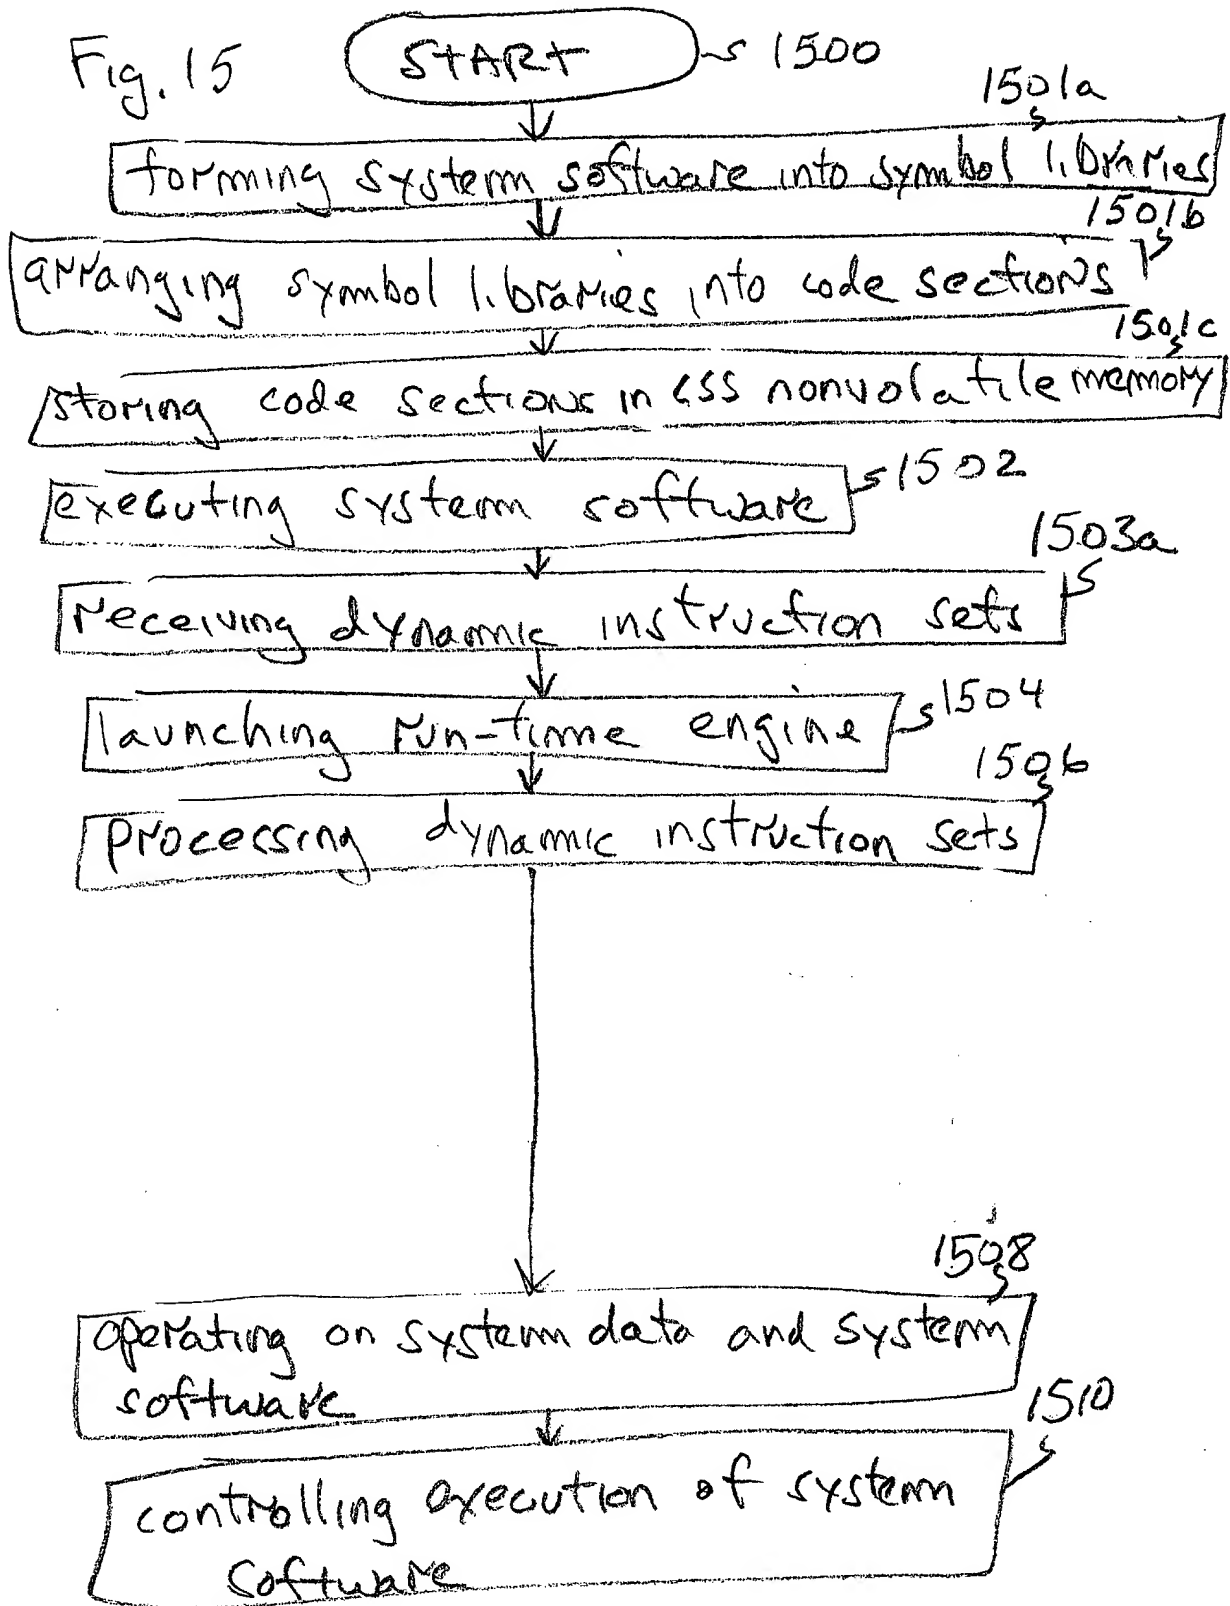 Fig. 15
START 1500
1501a
forming system software into symbol libraries
1501b
arranging symbol libraries into code sections
1501c
storing code sections in CSS nonvolatile memory
executing system software 1502
1503a
receiving dynamic instruction sets
launching run-time engine 1504
1506
processing dynamic instruction sets
1508
operating on system data and system
software
1510
controlling execution of system
software